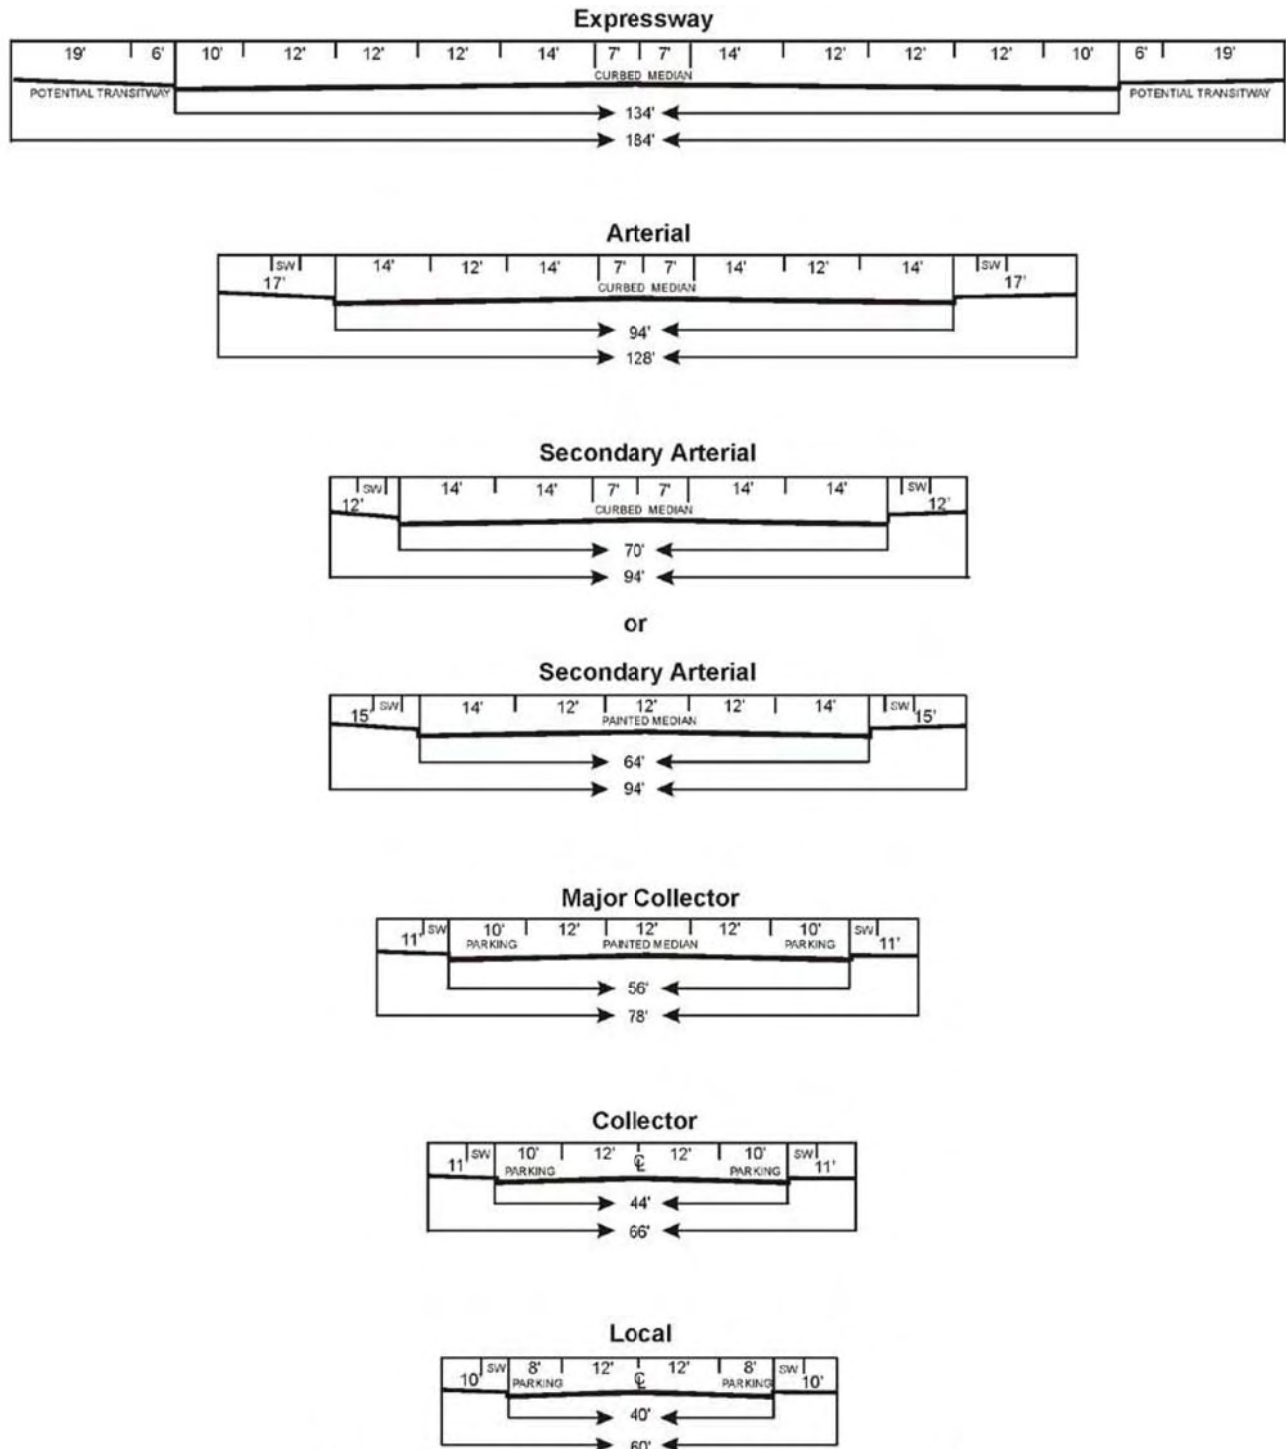 Expressway
19' 6' 10' 12' 12' 12' 14' 7' 7' 14' 12' 12' 12' 10' 6' 19'
CURBED MEDIAN
POTENTIAL TRANSITWAY POTENTIAL TRANSITWAY
134'
184'
Arterial
SW 14' 12' 14' 7' 7' 14' 12' 14' SW
17' CURBED MEDIAN 17'
94'
128'
Secondary Arterial
SW 14' 14' 7' 7' 14' 14' SW
12' CURBED MEDIAN 12'
70'
94'
or
Secondary Arterial
15' SW 14' 12' 12' 12' 14' SW 15'
PAINTED MEDIAN
64'
94'
Major Collector
11' SW 10' 12' 12' 12' 10' SW 11'
PARKING PAINTED MEDIAN PARKING
56'
78'
Collector
11' SW 10' 12' ℄ 12' 10' SW 11'
PARKING PARKING
44'
66'
Local
10' SW 8' 12' ℄ 12' 8' SW 10'
PARKING PARKING
40'
60'